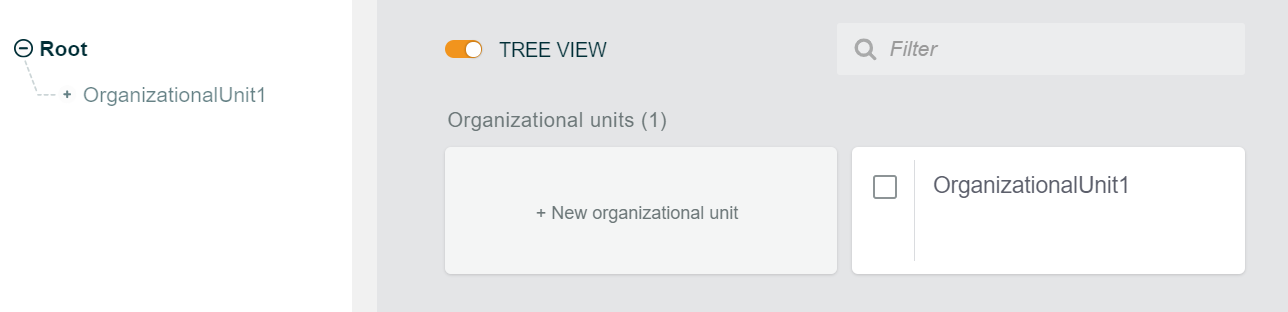 Root
+ OrganizationalUnit1
TREE VIEW
Filter
Organizational units (1)
+ New organizational unit
OrganizationalUnit1